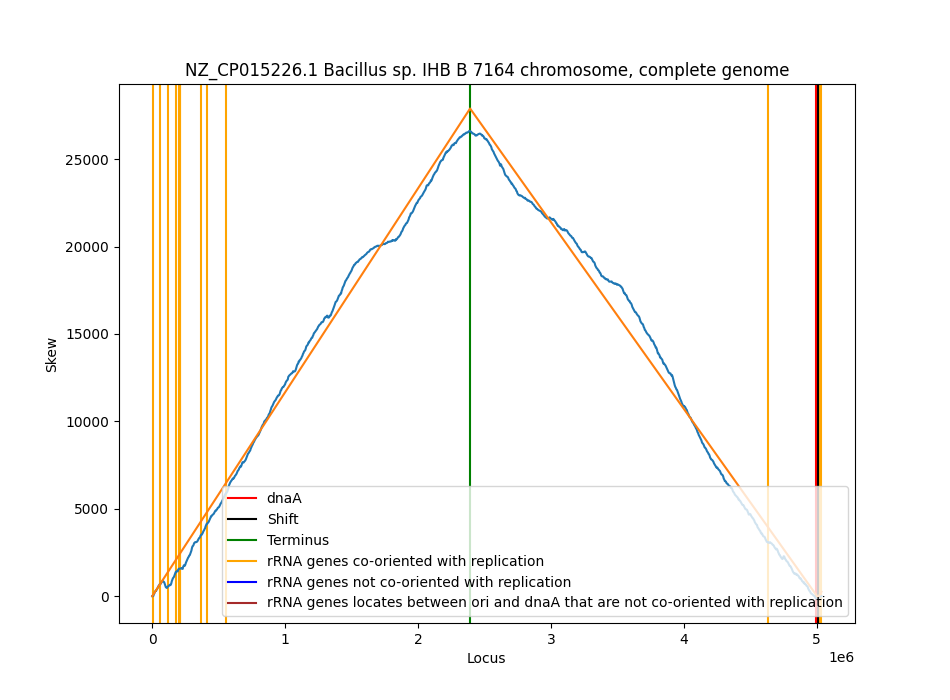 NZ_CP015226.1 Bacillus sp. IHB B 7164 chromosome, complete genome
Skew
25000
20000
15000
10000
5000
0
dnaA
Shift
Terminus
rRNA genes co-oriented with replication
rRNA genes not co-oriented with replication
rRNA genes locates between ori and dnaA that are not co-oriented with replication
0 1 2 3 4 5
1e6
Locus